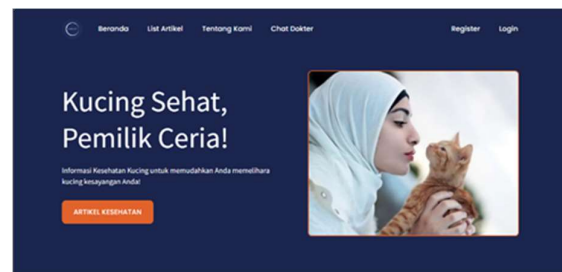 Beranda List Artikel Tentang Kami Chat Dokter Register Login
Kucing Sehat,
Pemilik Ceria!
Informasi Kesehatan Kucing untuk memudahkan Anda memelihara
kucing kesayangan Anda!
ARTIKEL KESEHATAN